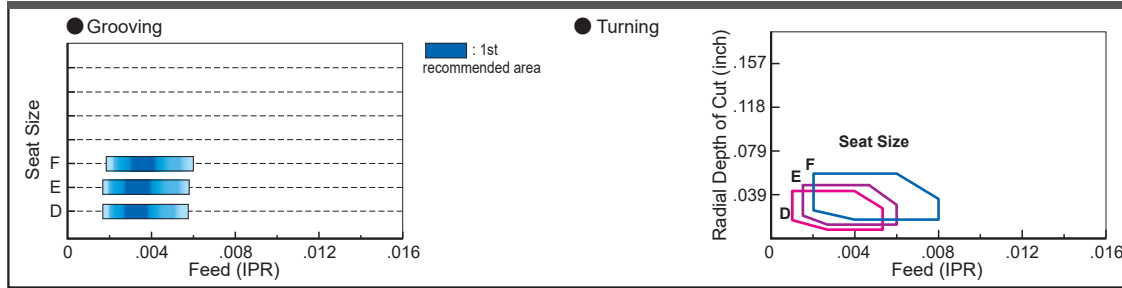 Grooving
: 1st
recommended area
Seat Size
F
E
D
0
.004
.008
.012
.016
Feed (IPR)
Turning
Radial Depth of Cut (inch)
.157
.118
.079
.039
Seat Size
F
E
D
0
.004
.008
.012
.016
Feed (IPR)